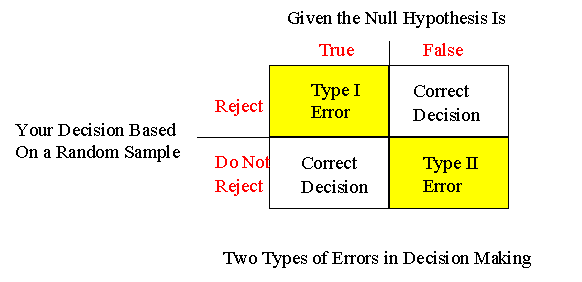 Given the Null Hypothesis Is
True False
Type I Correct
Reject Error Decision
Your Decision Based
On a Random Sample
Do Not Correct Type II
Reject Decision Error
Two Types of Errors in Decision Making